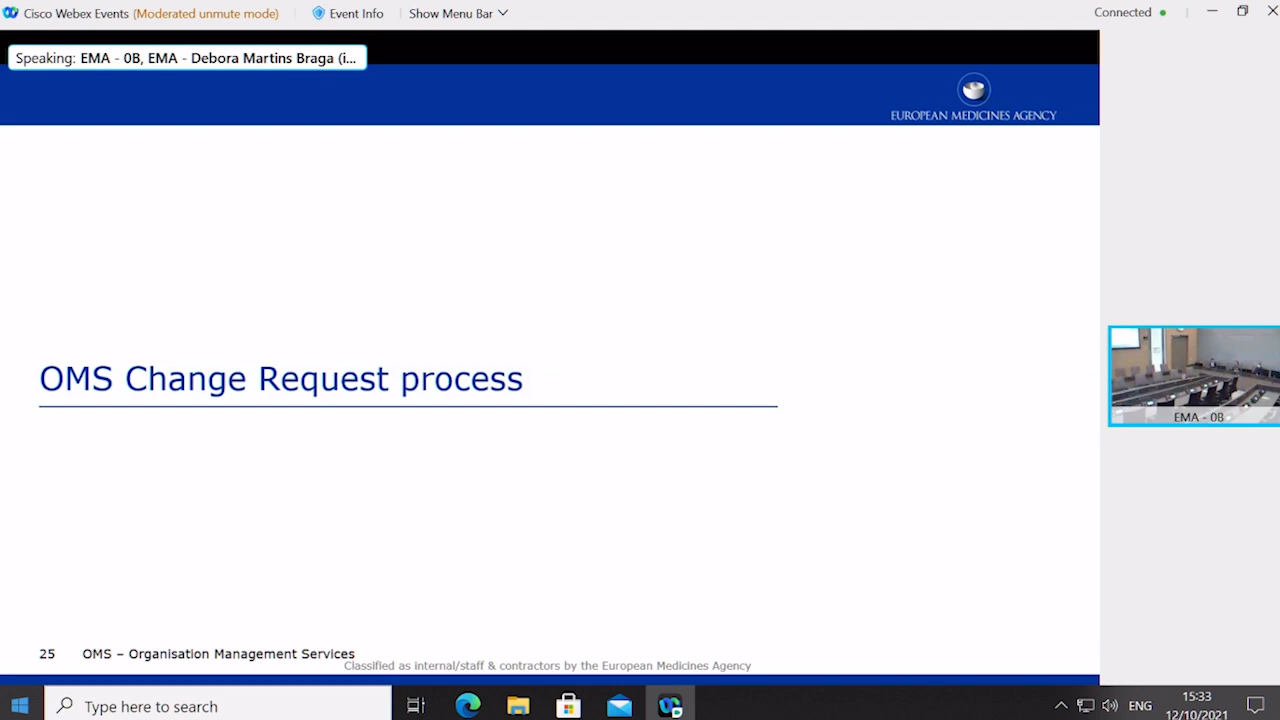 Cisco Webex Events (Moderated unmute mode)
Event Info
Show Menu Bar
Connected
Speaking: EMA - 0B, EMA - Debora Martins Braga (i...
EUROPEAN MEDICINES AGENCY
OMS Change Request process
EMA - 0B
25 OMS – Organisation Management Services
Classified as internal/staff & contractors by the European Medicines Agency
Type here to search
ENG
15:33
12/10/2021